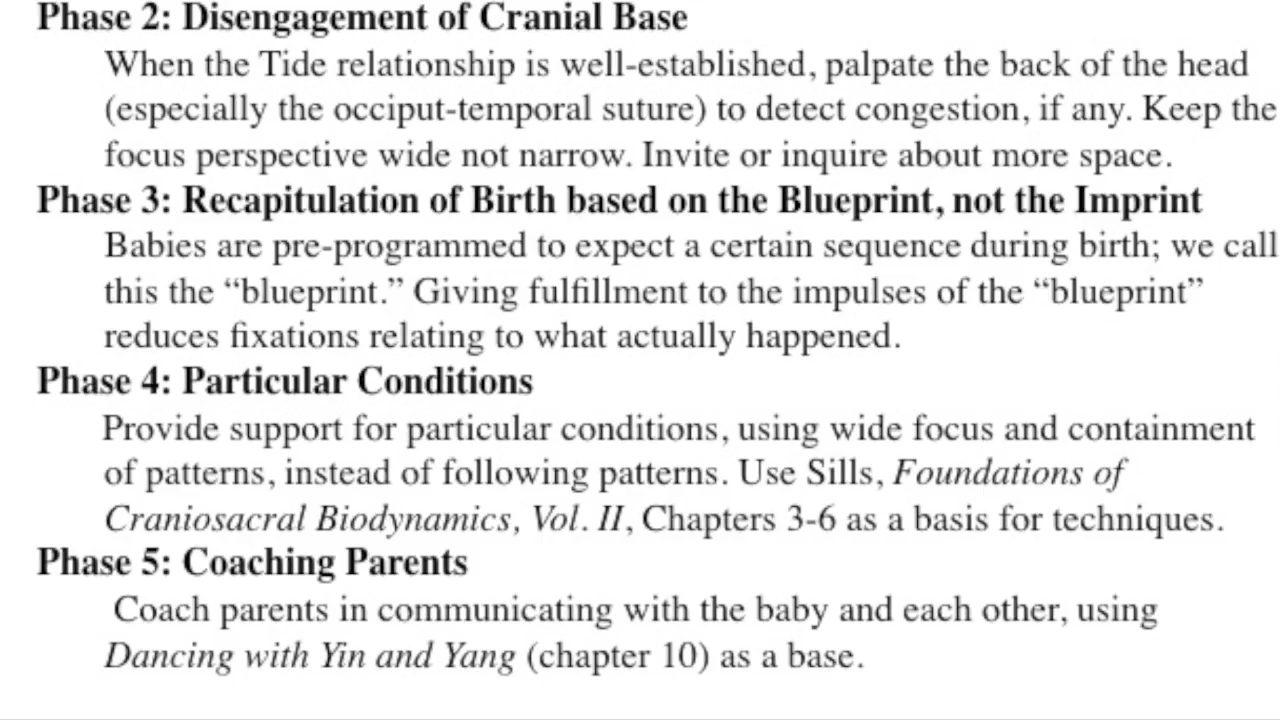 Phase 2: Disengagement of Cranial Base
When the Tide relationship is well-established, palpate the back of the head
(especially the occiput-temporal suture) to detect congestion, if any. Keep the
focus perspective wide not narrow. Invite or inquire about more space.
Phase 3: Recapitulation of Birth based on the Blueprint, not the Imprint
Babies are pre-programmed to expect a certain sequence during birth; we call
this the “blueprint.” Giving fulfillment to the impulses of the “blueprint”
reduces fixations relating to what actually happened.
Phase 4: Particular Conditions
Provide support for particular conditions, using wide focus and containment
of patterns, instead of following patterns. Use Sills, Foundations of
Craniosacral Biodynamics, Vol. II, Chapters 3-6 as a basis for techniques.
Phase 5: Coaching Parents
Coach parents in communicating with the baby and each other, using
Dancing with Yin and Yang (chapter 10) as a base.